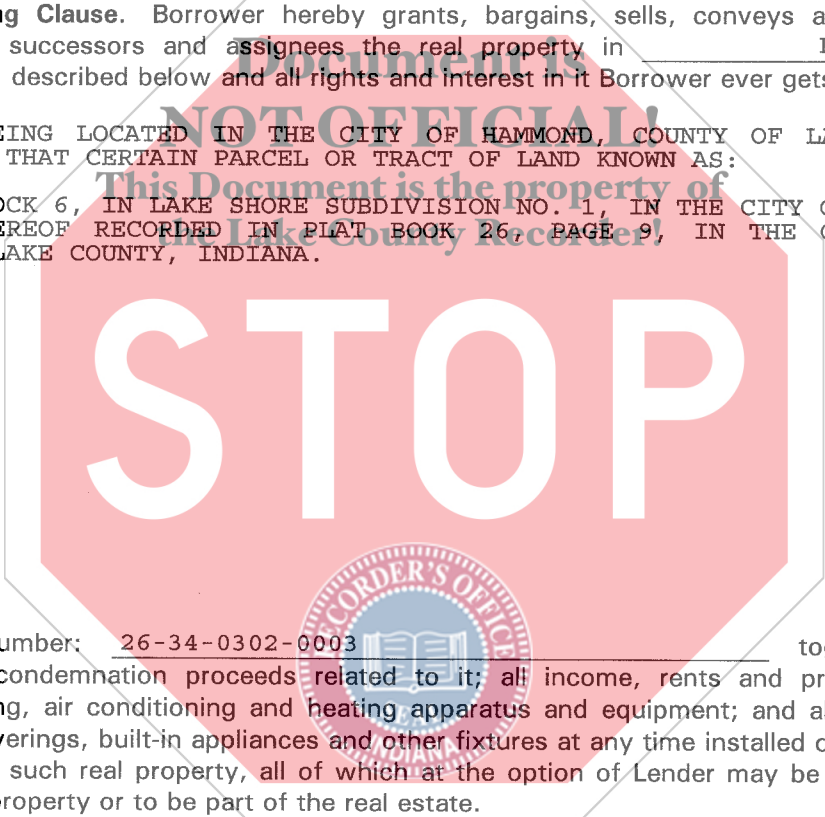 ng Clause. Borrower hereby grants, bargains, sells, conveys a
successors and assignees the real property in
described below and all rights and interest in it Borrower ever gets
Document is
NOT OFFICIAL!
This Document is the property of
the Lake County Recorder!
EING LOCATED IN THE CITY OF HAMMOND, COUNTY OF LA
THAT CERTAIN PARCEL OR TRACT OF LAND KNOWN AS:
OCK 6, IN LAKE SHORE SUBDIVISION NO. 1, IN THE CITY O
EREOF RECORDED IN PLAT BOOK 26, PAGE 9, IN THE O
LAKE COUNTY, INDIANA.
STOP
RECORDER'S OFFICE
SEAL
INDIANA
umber: 26-34-0302-0003 to
condemnation proceeds related to it; all income, rents and pr
ng, air conditioning and heating apparatus and equipment; and a
verings, built-in appliances and other fixtures at any time installed o
such real property, all of which at the option of Lender may be
property or to be part of the real estate.